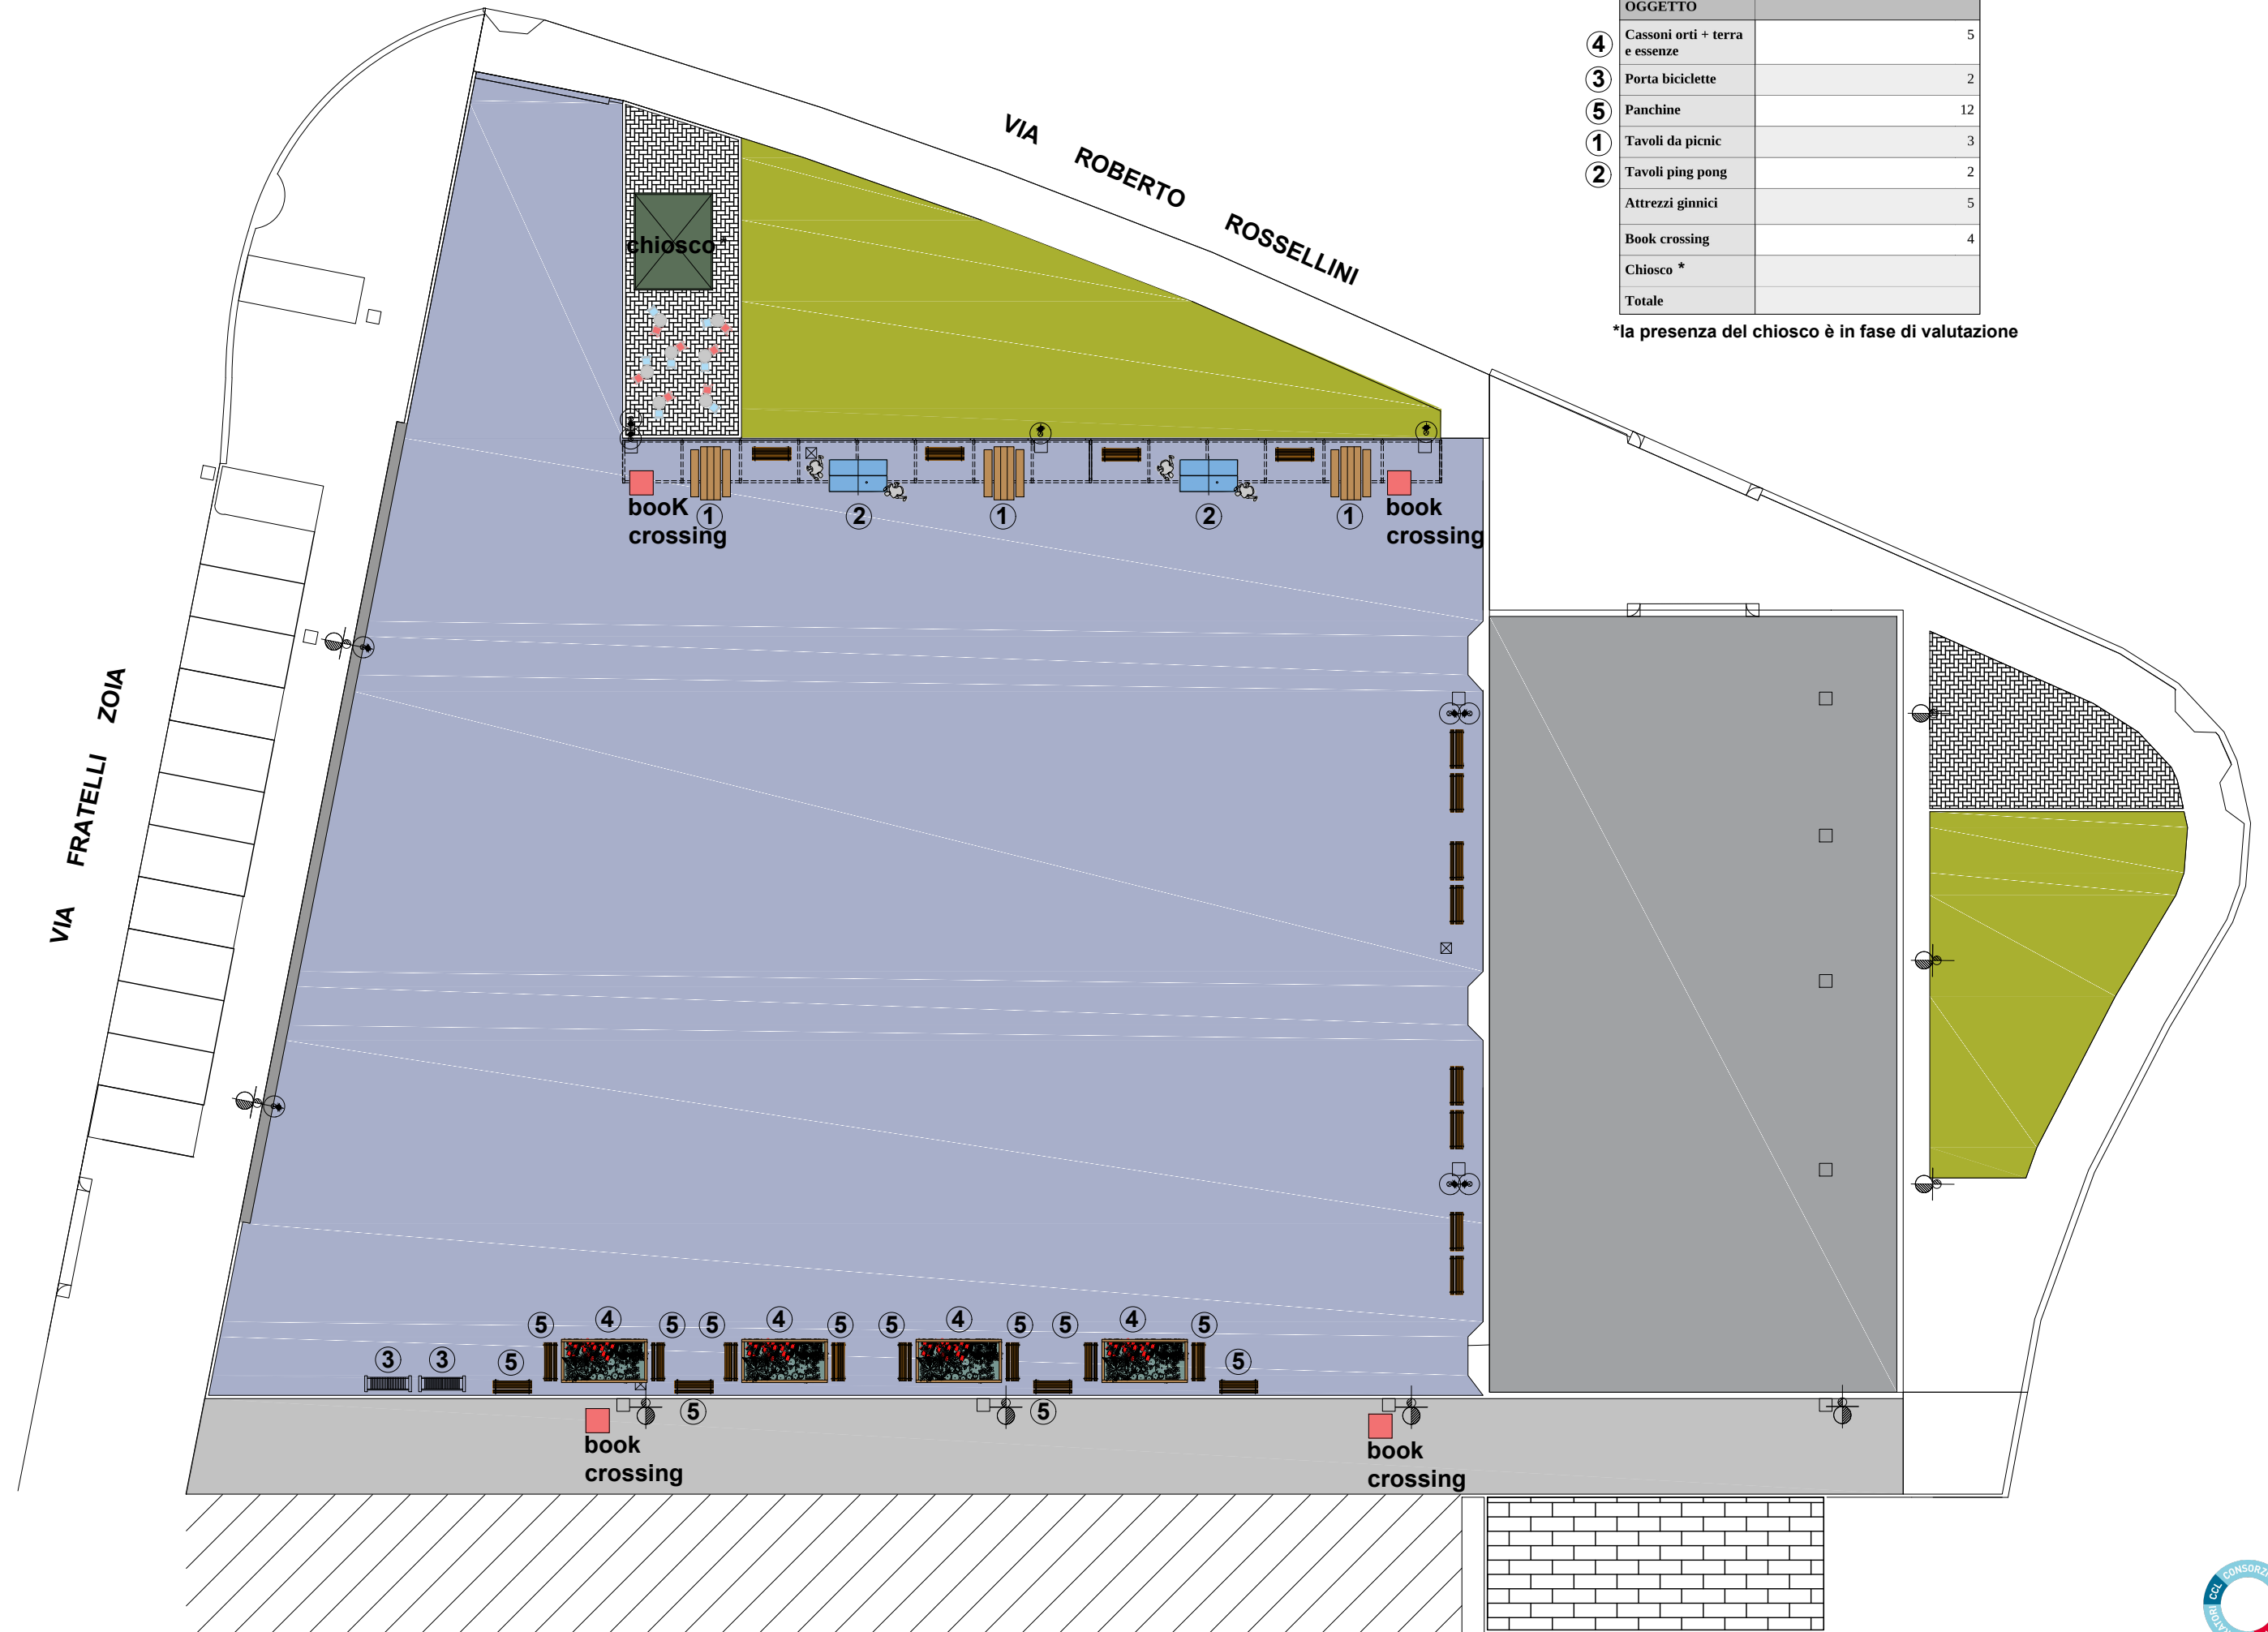 OGGETTO
4 Cassoni orti + terra e essenze 5
3 Porta biciclette 2
5 Panchine 12
1 Tavoli da picnic 3
2 Tavoli ping pong 2
Attrezzi ginnici 5
Book crossing 4
Chiosco *
Totale
*la presenza del chiosco è in fase di valutazione
VIA ROBERTO ROSSELLINI
chiosco *
booK
crossing
1
2
1
2
1
book
crossing
VIA FRATELLI ZOIA
5
4
5
5
4
5
5
4
5
5
4
5
3
3
5
5
5
5
book
crossing
book
crossing
CCL CONSORZI